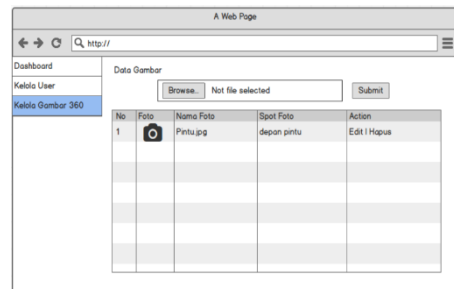 A Web Page
http://
Dashboard
Kelola User
Kelola Gambar 360
Data Gambar
Browse.. Not file selected Submit
No Foto Nama Foto Spot Foto Action
1 Pintu.jpg depan pintu Edit | Hapus